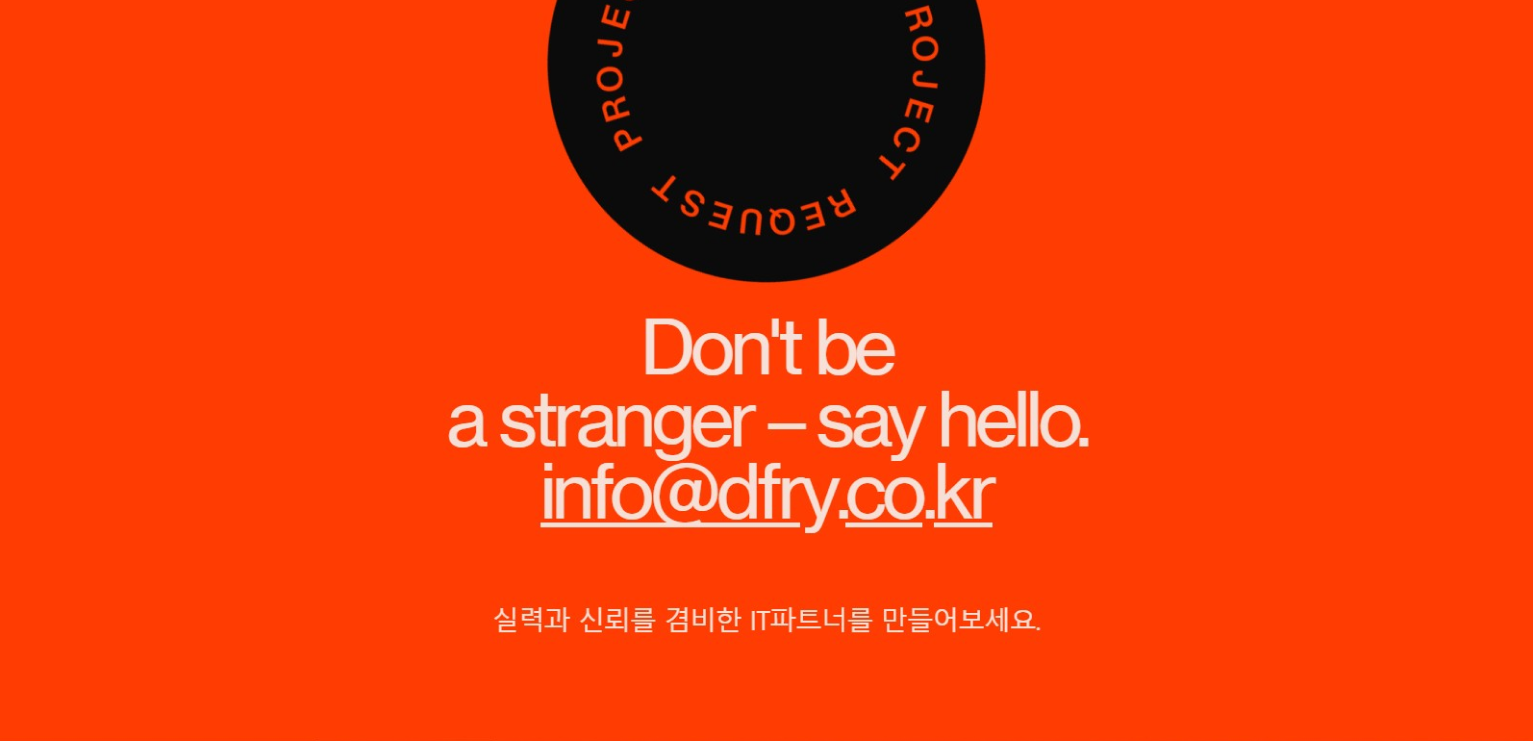 PROJECT REQUEST PROJE
Don't be
a stranger – say hello.
info@dfry.co.kr
실력과 신뢰를 겸비한 IT파트너를 만들어보세요.